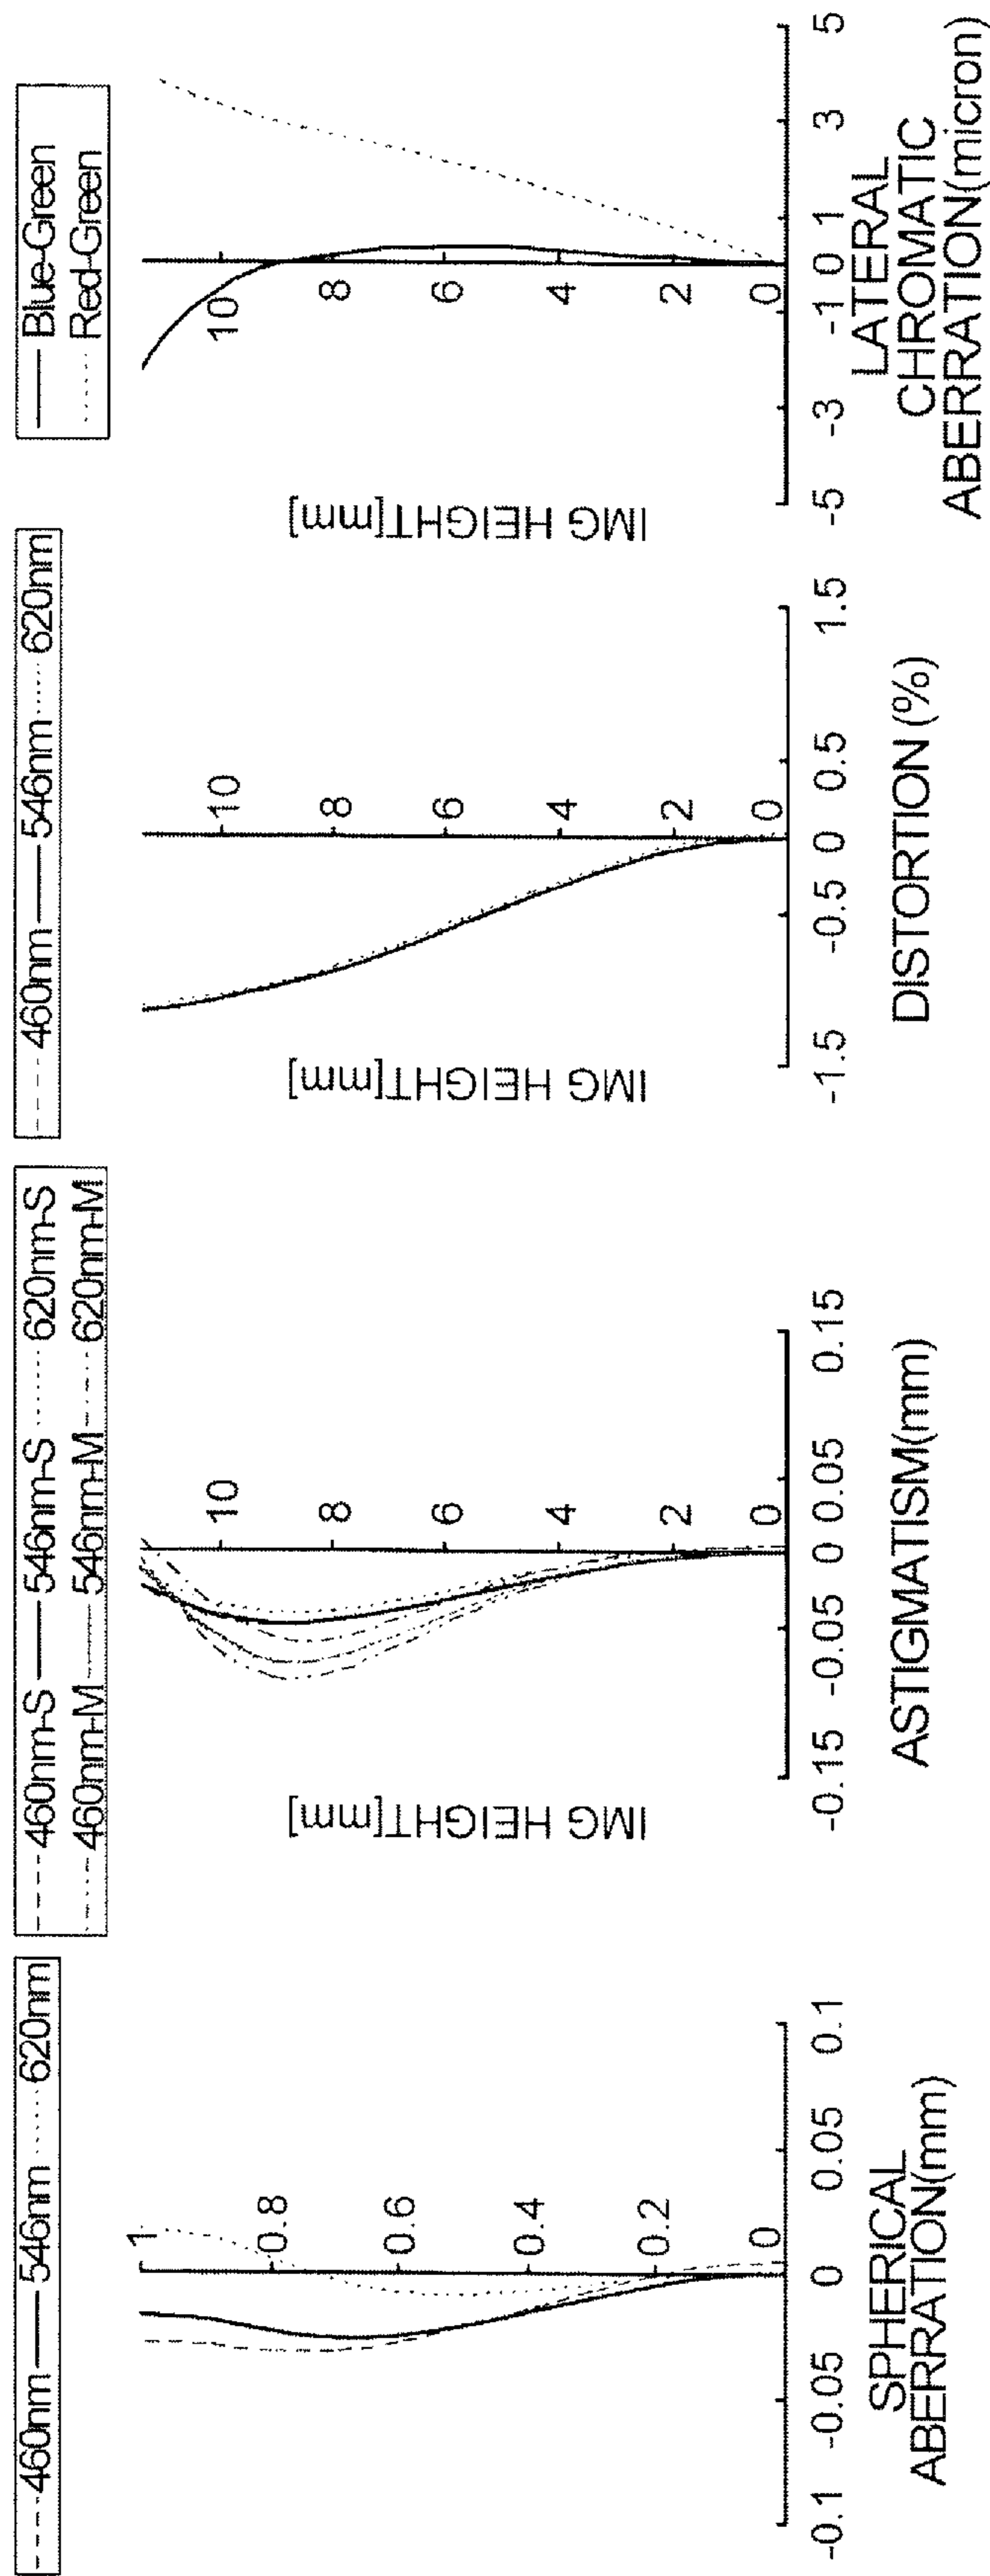 --- 460nm — 546nm ······ 620nm
1
0.8
0.6
0.4
0.2
0
-0.1 -0.05 0 0.05 0.1
SPHERICAL
ABERRATION(mm)
--- 460nm-S — 546nm-S ······ 620nm-S
460nm-M 546nm-M 620nm-M
IMG HEIGHT[mm]
10
8
6
4
2
0
-0.15 -0.05 0 0.05 0.15
ASTIGMATISM(mm)
--- 460nm — 546nm ······ 620nm
IMG HEIGHT[mm]
10
8
6
4
2
0
-1.5 -0.5 0 0.5 1.5
DISTORTION (%)
Blue-Green
Red-Green
IMG HEIGHT[mm]
10
8
6
4
2
0
-5 -3 -1 0 1 3 5
LATERAL
CHROMATIC
ABERRATION(micron)